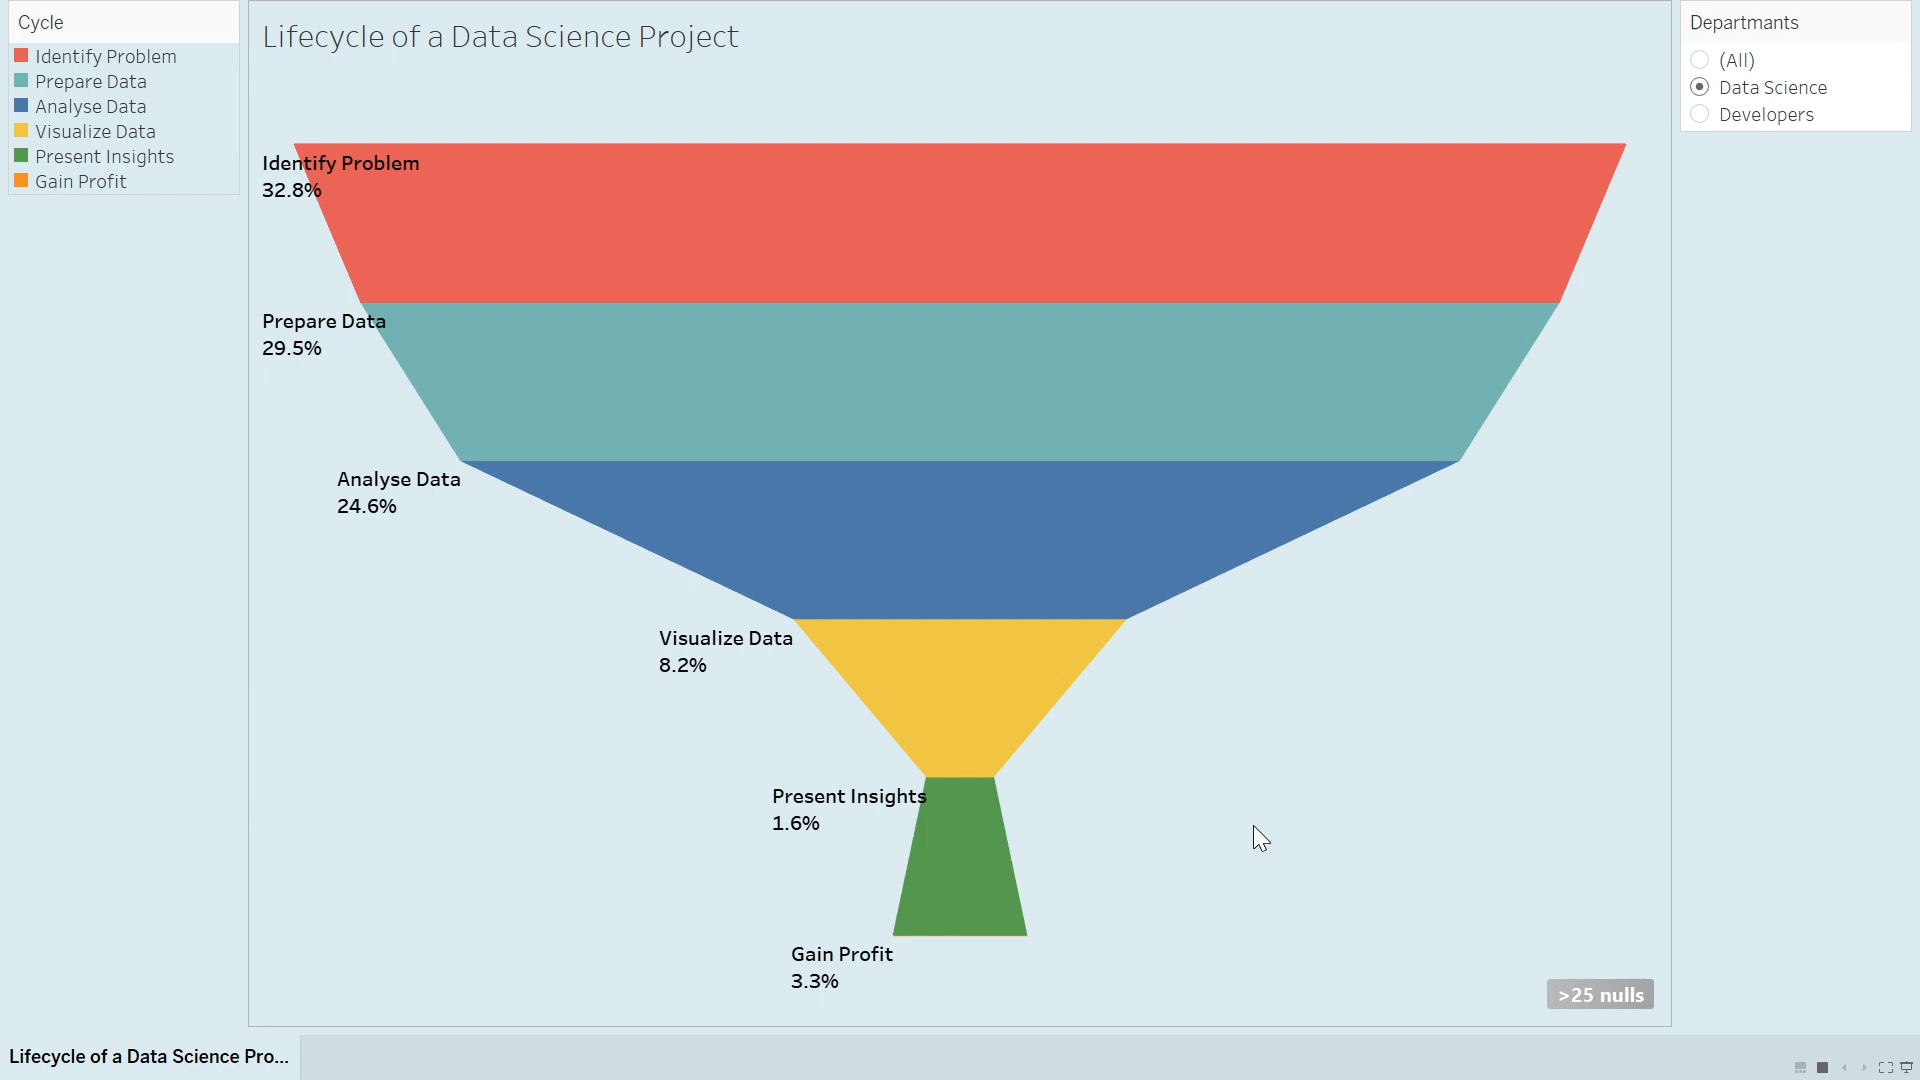 Cycle
Identify Problem
Prepare Data
Analyse Data
Visualize Data
Present Insights
Gain Profit
Lifecycle of a Data Science Project
Identify Problem
32.8%
Prepare Data
29.5%
Analyse Data
24.6%
Visualize Data
8.2%
Present Insights
1.6%
Gain Profit
3.3%
>25 nulls
Departmants
(All)
Data Science
Developers
Lifecycle of a Data Science Pro...